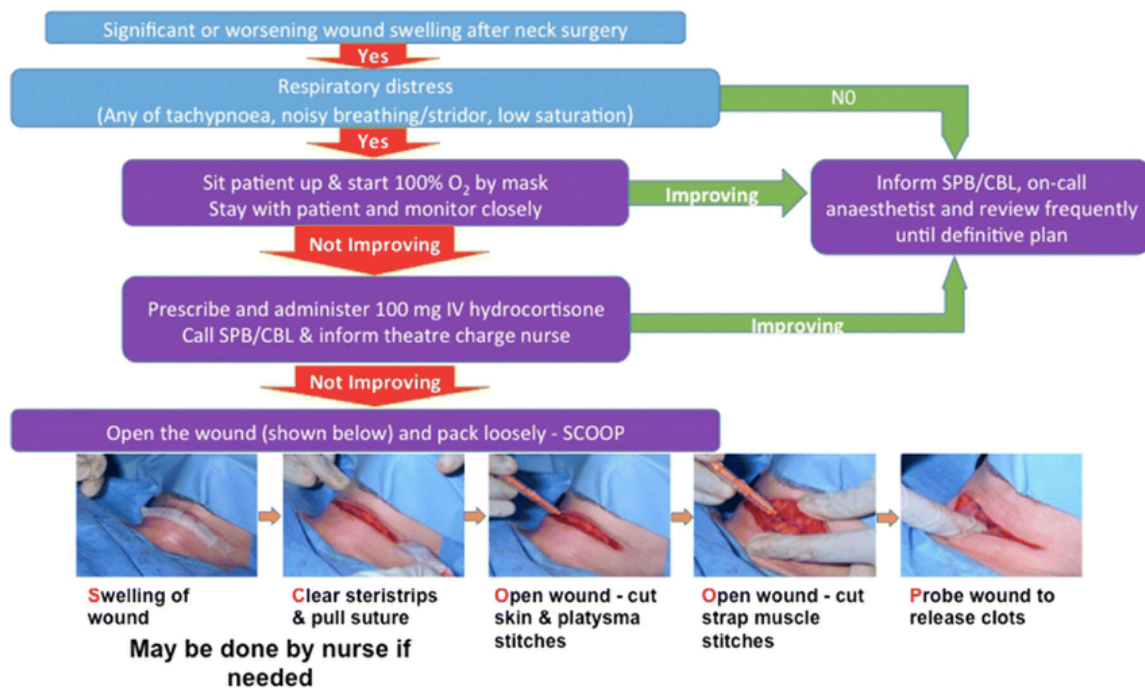 Significant or worsening wound swelling after neck surgery
Yes
Respiratory distress
(Any of tachypnoea, noisy breathing/stridor, low saturation)
N0
Yes
Sit patient up & start 100% O₂ by mask
Stay with patient and monitor closely
Improving
Inform SPB/CBL, on-call
anaesthetist and review frequently
until definitive plan
Not Improving
Prescribe and administer 100 mg IV hydrocortisone
Call SPB/CBL & inform theatre charge nurse
Improving
Not Improving
Open the wound (shown below) and pack loosely - SCOOP
Swelling of
wound
Clear steristrips
& pull suture
Open wound - cut
skin & platysma
stitches
Open wound - cut
strap muscle
stitches
Probe wound to
release clots
May be done by nurse if
needed